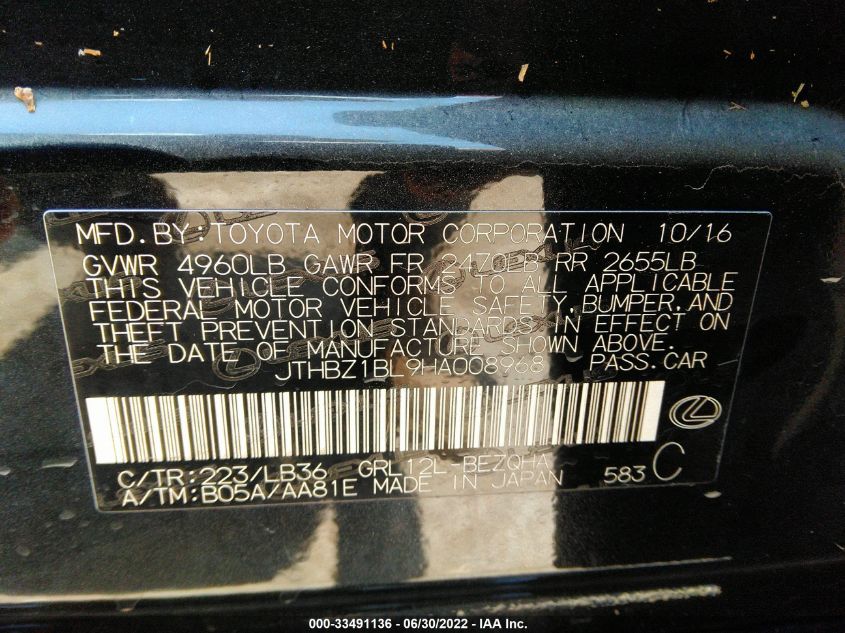 MFD.BY:TOYOTA MOTOR CORPORATION 10/16
GVWR 4960LB GAWR FR 2470LB RR 2655LB
THIS VEHICLE CONFORMS TO ALL APPLICABLE
FEDERAL MOTOR VEHICLE SAFETY, BUMPER, AND
THEFT PREVENTION STANDARDS IN EFFECT ON
THE DATE OF MANUFACTURE SHOWN ABOVE.
JTHBZ1BL9HA008968 PASS.CAR
C/TR:223/LB36 GRL12L-BEZQHA 583 C
A/TM:B05A/AA81E MADE IN JAPAN
000-33491136 - 06/30/2022 - IAA Inc.